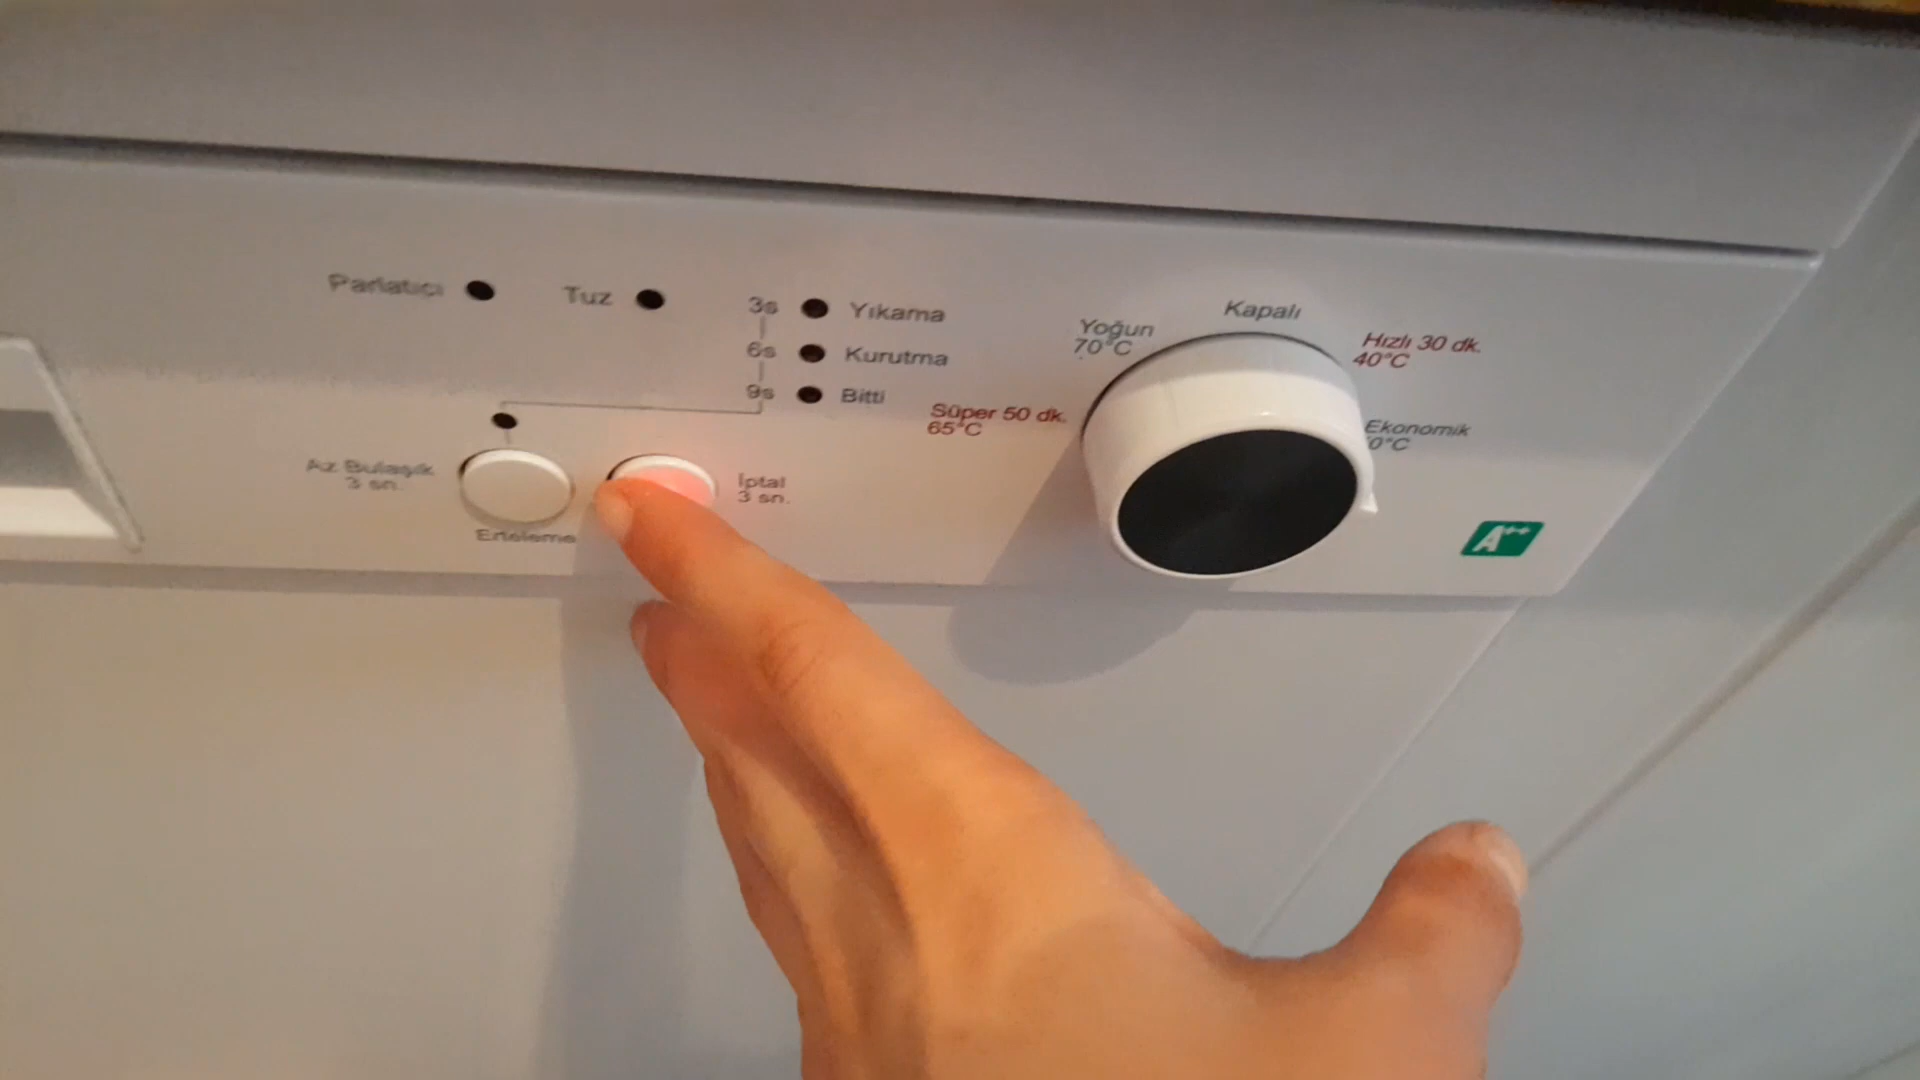 Parlatıcı
Tuz
3s
Yıkama
6s
Kurutma
9s
Bitti
Kapalı
Yoğun
70°C
Hızlı 30 dk.
40°C
Süper 50 dk.
65°C
Ekonomik
0°C
Az Bulaşık
3 sn.
İptal
3 sn.
Erteleme
A++